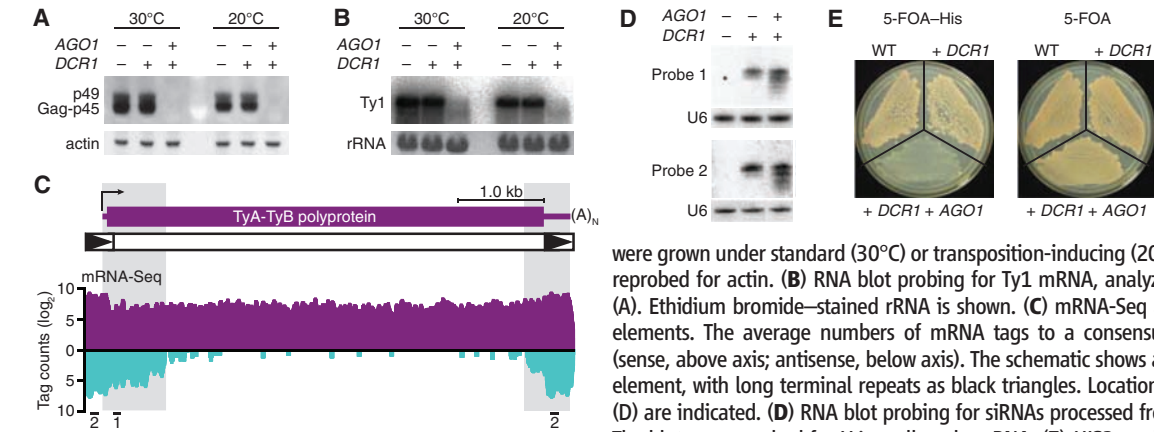 A
30°C 20°C
AGO1 – – + – – +
DCR1 – + + – + +
p49
Gag-p45
actin
B
30°C 20°C
AGO1 – – + – – +
DCR1 – + + – + +
Ty1
rRNA
C
1.0 kb
TyA-TyB polyprotein
(A)N
mRNA-Seq
Tag counts (log2)
10
5
0
5
10
2 1 2
D
AGO1 – – +
DCR1 – + +
Probe 1
U6
Probe 2
U6
E
5-FOA–His 5-FOA
WT + DCR1 WT + DCR1
+ DCR1 + AGO1 + DCR1 + AGO1
were grown under standard (30°C) or transposition-inducing (20
reprobed for actin. (B) RNA blot probing for Ty1 mRNA, analyz
(A). Ethidium bromide–stained rRNA is shown. (C) mRNA-Seq
elements. The average numbers of mRNA tags to a consensu
(sense, above axis; antisense, below axis). The schematic shows a
element, with long terminal repeats as black triangles. Location
(D) are indicated. (D) RNA blot probing for siRNAs processed fro